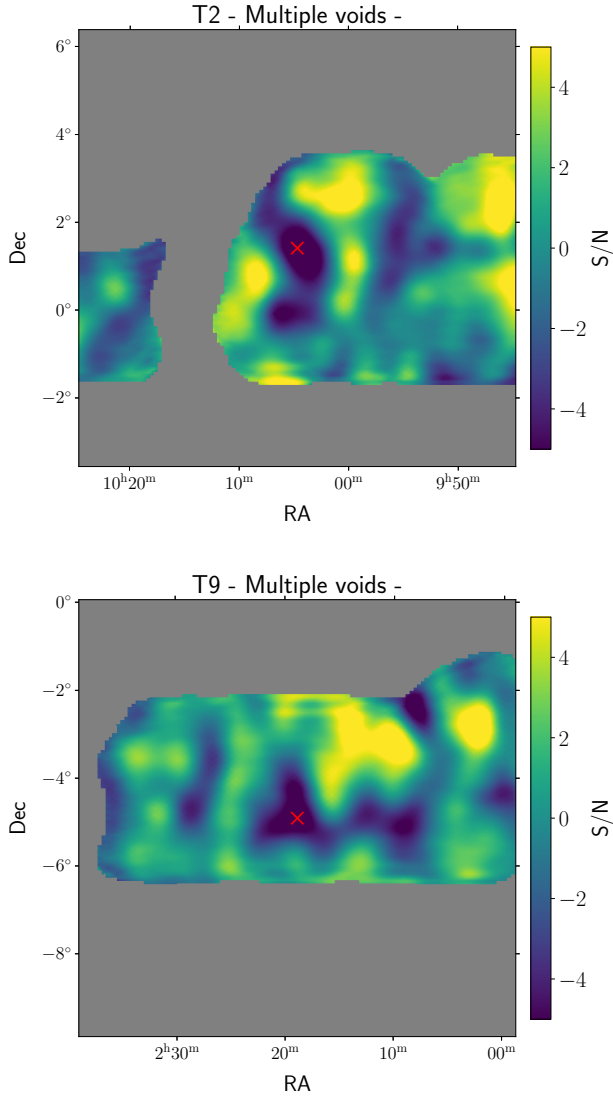 T2 - Multiple voids -
6°
4°
2°
0°
−2°
Dec
10ʰ20ᵐ 10ᵐ 00ᵐ 9ʰ50ᵐ
RA
4
2
0
−2
−4
S/N
T9 - Multiple voids -
0°
−2°
−4°
−6°
−8°
Dec
2ʰ30ᵐ 20ᵐ 10ᵐ 00ᵐ
RA
4
2
0
−2
−4
S/N